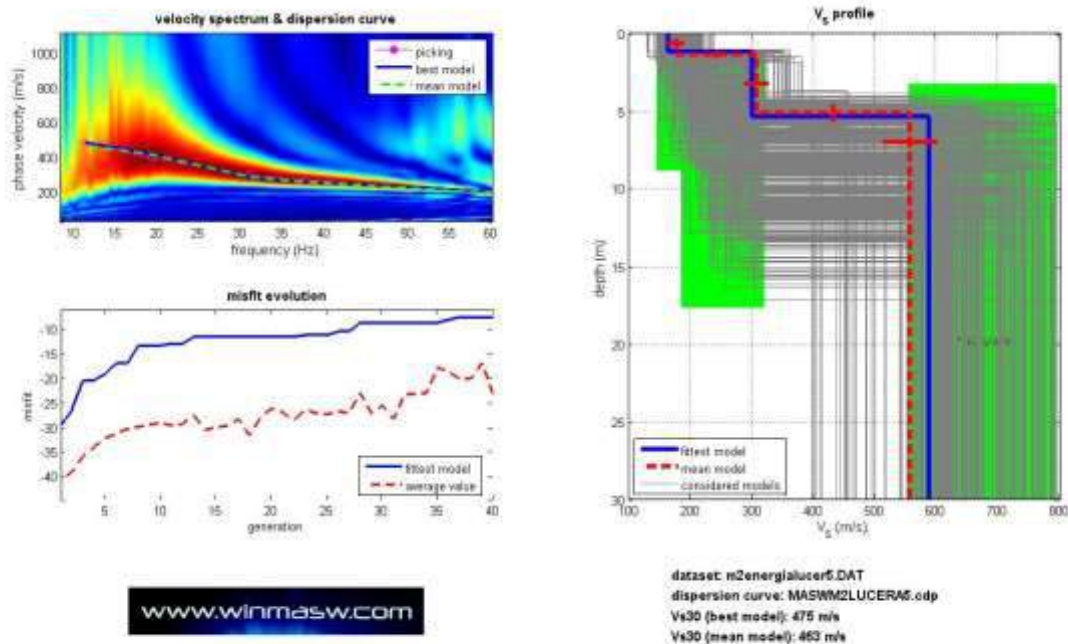 velocity spectrum & dispersion curve
1000
800
600
400
200
phase velocity (m/s)
picking
best model
mean model
10 15 20 25 30 35 40 45 50 55 60
frequency (Hz)
misfit evolution
-10
-15
-20
-25
-30
-35
-40
misfit
fittest model
average value
5 10 15 20 25 30 35 40
generation
VS profile
0
5
10
15
20
25
30
depth (m)
fittest model
mean model
considered models
100 200 300 400 500 600 700 800
VS (m/s)
www.winmasw.com
dataset: m2energialucer5.DAT
dispersion curve: MASWM2LUCERA5.cdp
Vs30 (best model): 475 m/s
Vs30 (mean model): 463 m/s